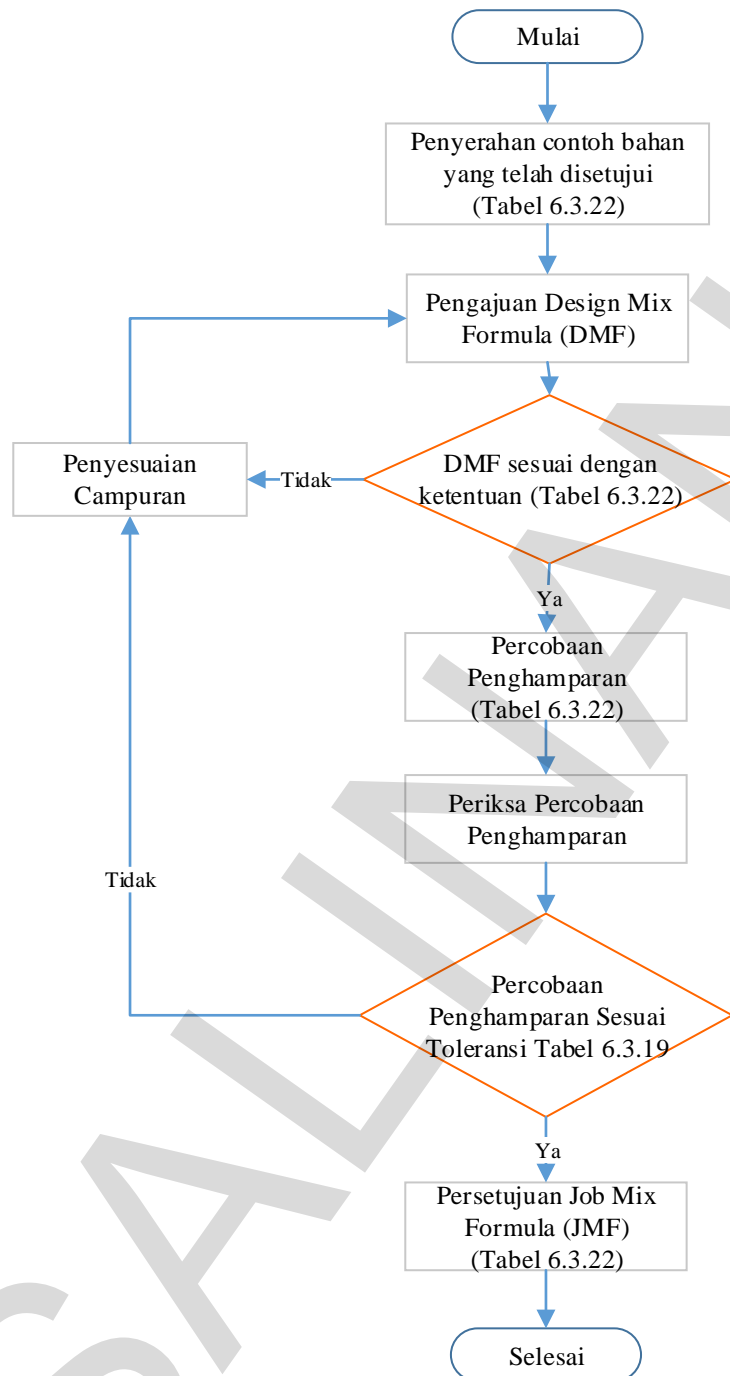 Mulai
Penyerahan contoh bahan
yang telah disetujui
(Tabel 6.3.22)
Pengajuan Design Mix
Formula (DMF)
DMF sesuai dengan
ketentuan (Tabel 6.3.22)
Tidak
Penyesuaian
Campuran
Ya
Percobaan
Penghamparan
(Tabel 6.3.22)
Periksa Percobaan
Penghamparan
Tidak
Percobaan
Penghamparan Sesuai
Toleransi Tabel 6.3.19
Ya
Persetujuan Job Mix
Formula (JMF)
(Tabel 6.3.22)
Selesai
SALINAN